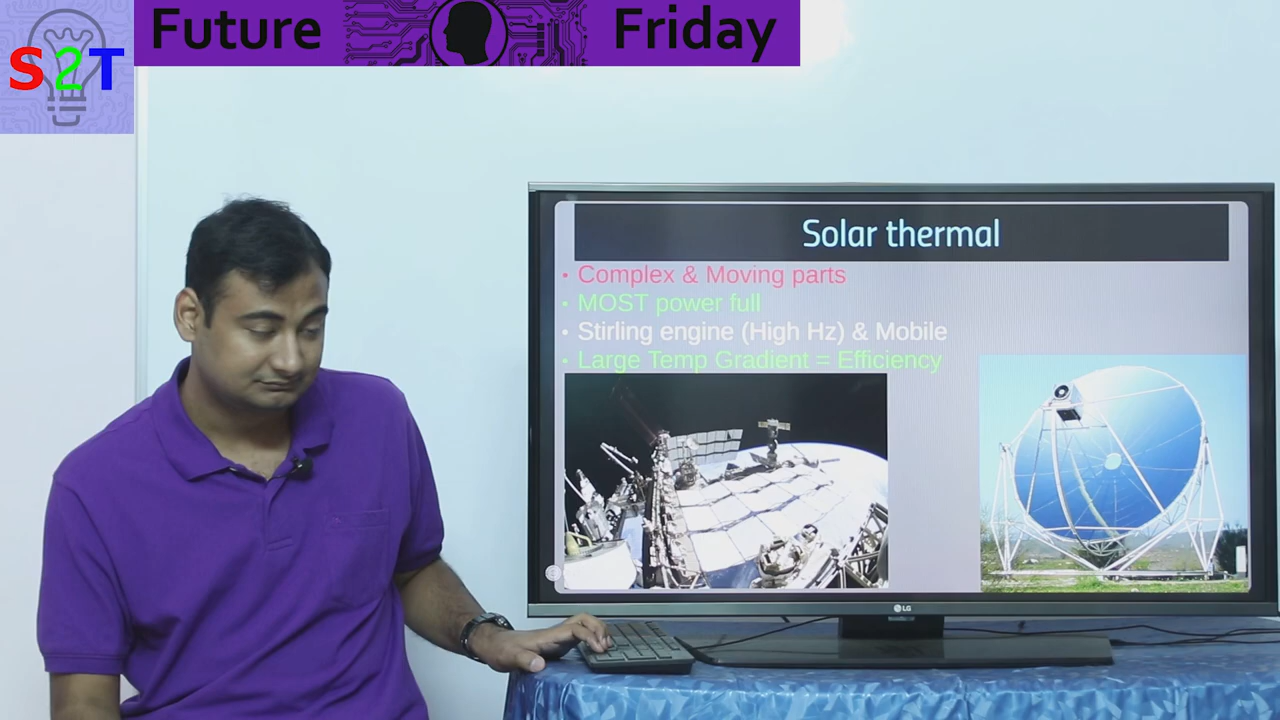 Future Friday
S2T
Solar thermal
• Complex & Moving parts
• MOST power full
• Stirling engine (High Hz) & Mobile
• Large Temp Gradient = Efficiency
LG